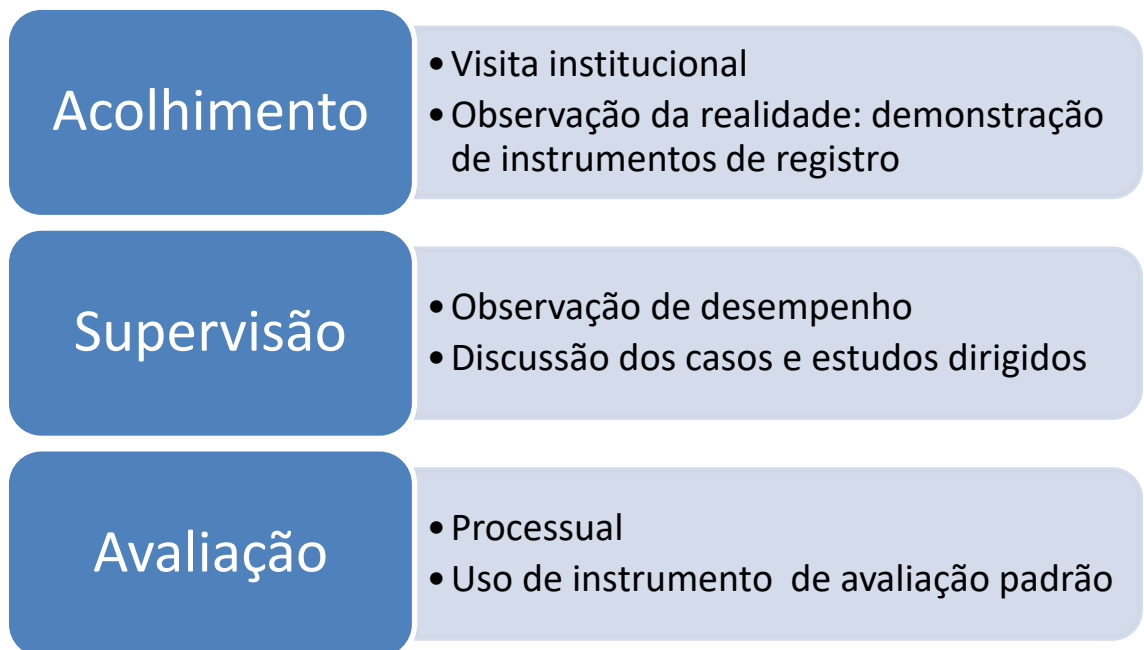 Acolhimento
• Visita institucional
• Observação da realidade: demonstração
de instrumentos de registro
Supervisão
• Observação de desempenho
• Discussão dos casos e estudos dirigidos
Avaliação
• Processual
• Uso de instrumento  de avaliação padrão